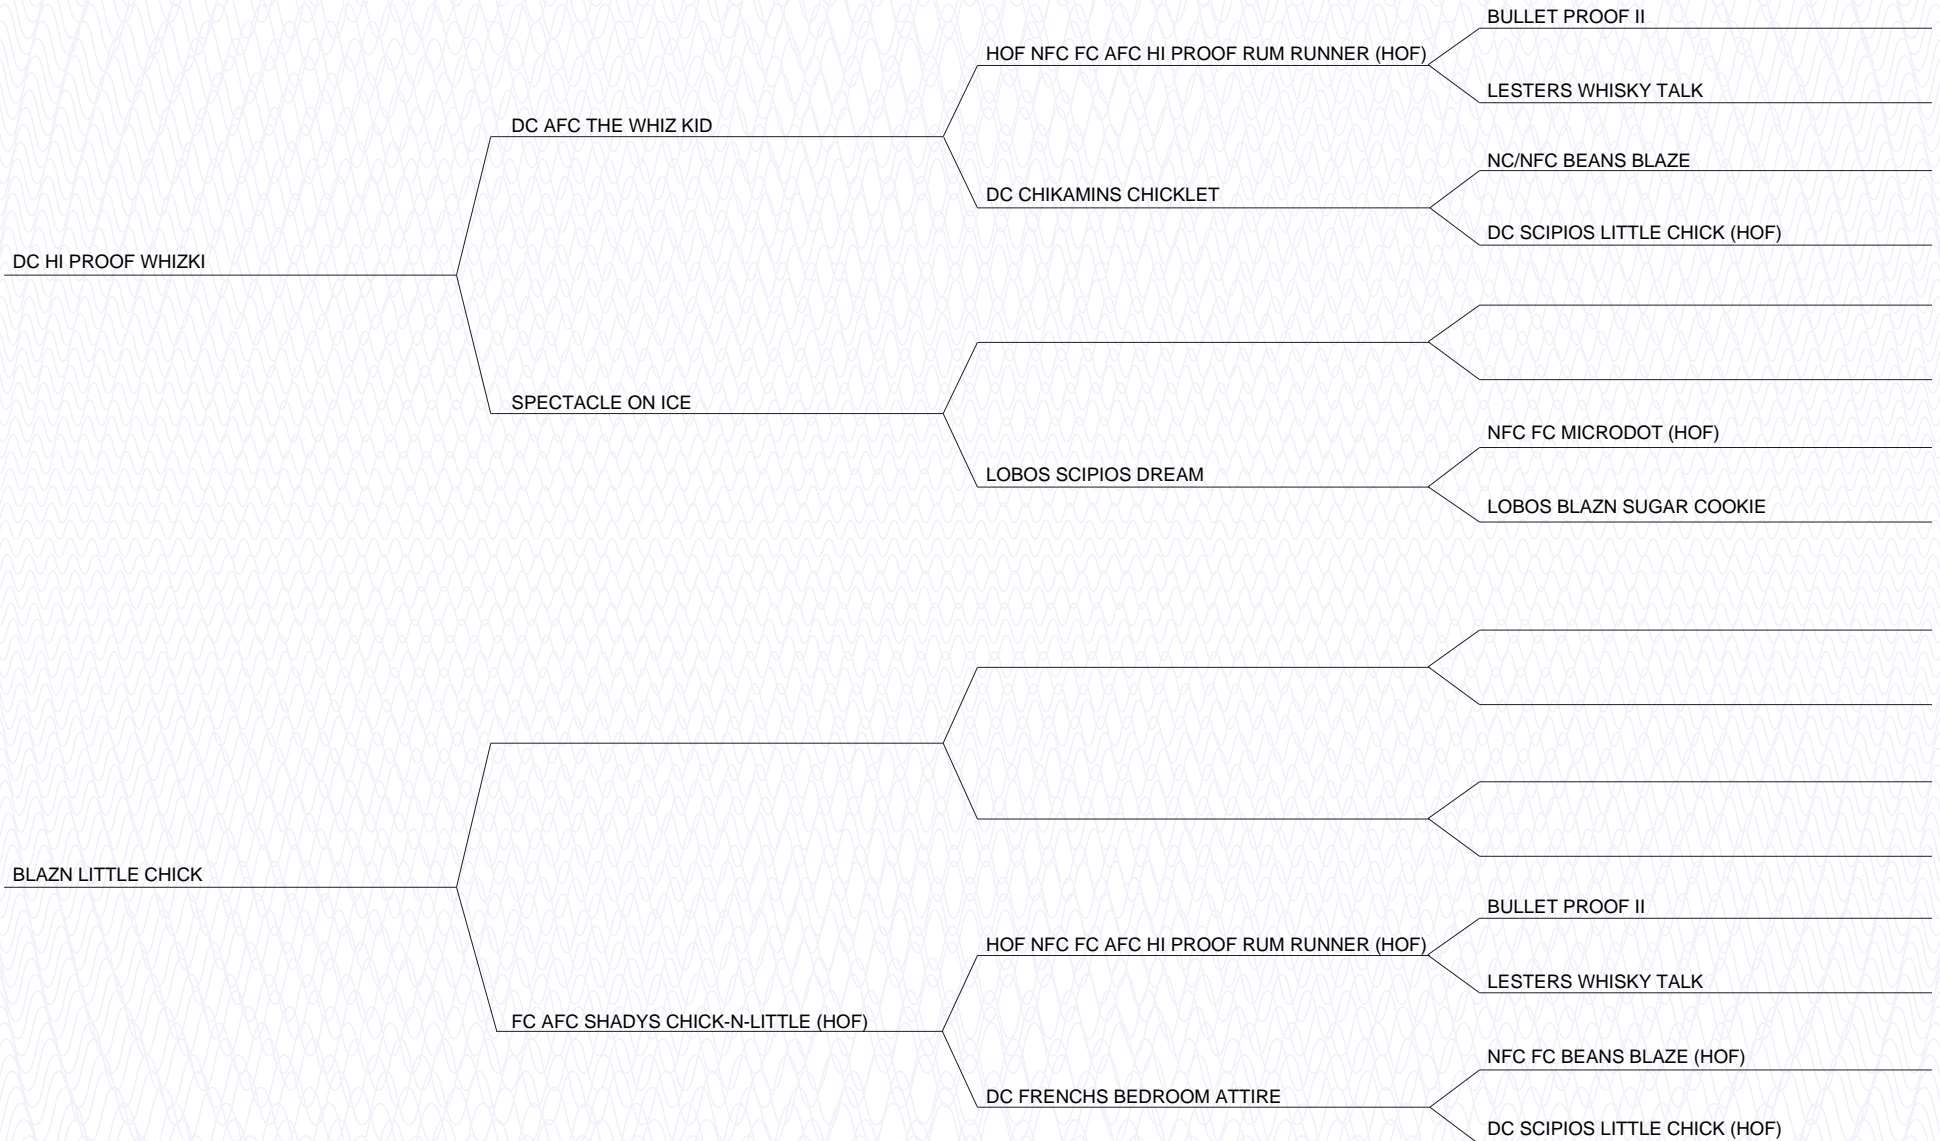 BULLET PROOF II
HOF NFC FC AFC HI PROOF RUM RUNNER (HOF)
LESTERS WHISKY TALK
DC AFC THE WHIZ KID
NC/NFC BEANS BLAZE
DC CHIKAMINS CHICKLET
DC SCIPIOS LITTLE CHICK (HOF)
DC HI PROOF WHIZKI
SPECTACLE ON ICE
NFC FC MICRODOT (HOF)
LOBOS SCIPIOS DREAM
LOBOS BLAZN SUGAR COOKIE
BLAZN LITTLE CHICK
BULLET PROOF II
HOF NFC FC AFC HI PROOF RUM RUNNER (HOF)
LESTERS WHISKY TALK
FC AFC SHADYS CHICK-N-LITTLE (HOF)
NFC FC BEANS BLAZE (HOF)
DC FRENCHS BEDROOM ATTIRE
DC SCIPIOS LITTLE CHICK (HOF)